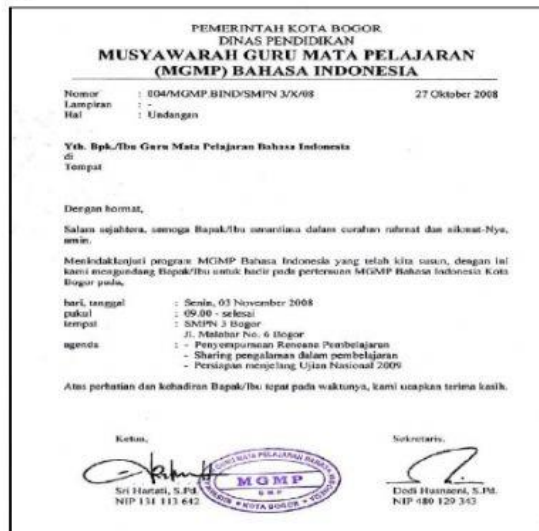 PEMERINTAH KOTA BOGOR
DINAS PENDIDIKAN
MUSYAWARAH GURU MATA PELAJARAN
(MGMP) BAHASA INDONESIA
Nomor : 004/MGMP.BIND/SMPN 3/X/08 27 Oktober 2008
Lampiran : -
Hal : Undangan
Yth. Bpk./Ibu Guru Mata Pelajaran Bahasa Indonesia
di
Tempat
Dengan hormat,
Salam sejahtera, semoga Bapak/Ibu senantiasa dalam curahan rahmat dan nikmat-Nya,
amin.
Menindaklanjuti program MGMP Bahasa Indonesia yang telah kita susun, dengan ini
kami mengundang Bapak/Ibu untuk hadir pada pertemuan MGMP Bahasa Indonesia Kota
Bogor pada,
hari, tanggal : Senin, 03 November 2008
pukul : 09.00 - selesai
tempat : SMPN 3 Bogor
Jl. Malabar No. 6 Bogor
agenda : - Penyempurnaan Rencana Pembelajaran
- Sharing pengalaman dalam pembelajaran
- Persiapan menjelang Ujian Nasional 2009
Atas perhatian dan kehadiran Bapak/Ibu tepat pada waktunya, kami ucapkan terima kasih.
Ketua, Sekretaris,
GURU MATA PELAJARAN BAHASA
MGMP
SMP
KOTA BOGOR
Sri Hartati, S.Pd. Dedi Husnaeni, S.Pd.
NIP 131 113 642 NIP 480 129 343